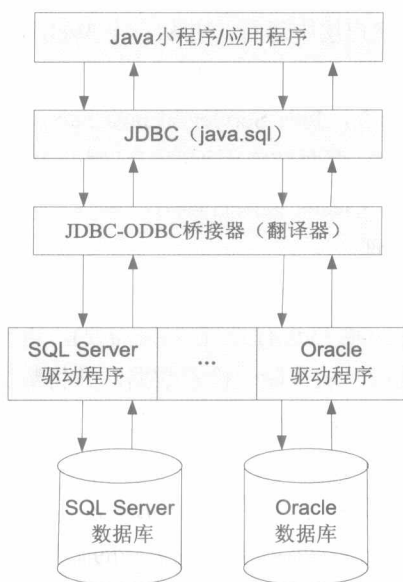 Java小程序/应用程序
JDBC（java.sql）
JDBC-ODBC桥接器（翻译器）
SQL Server
驱动程序
...
Oracle
驱动程序
SQL Server
数据库
Oracle
数据库